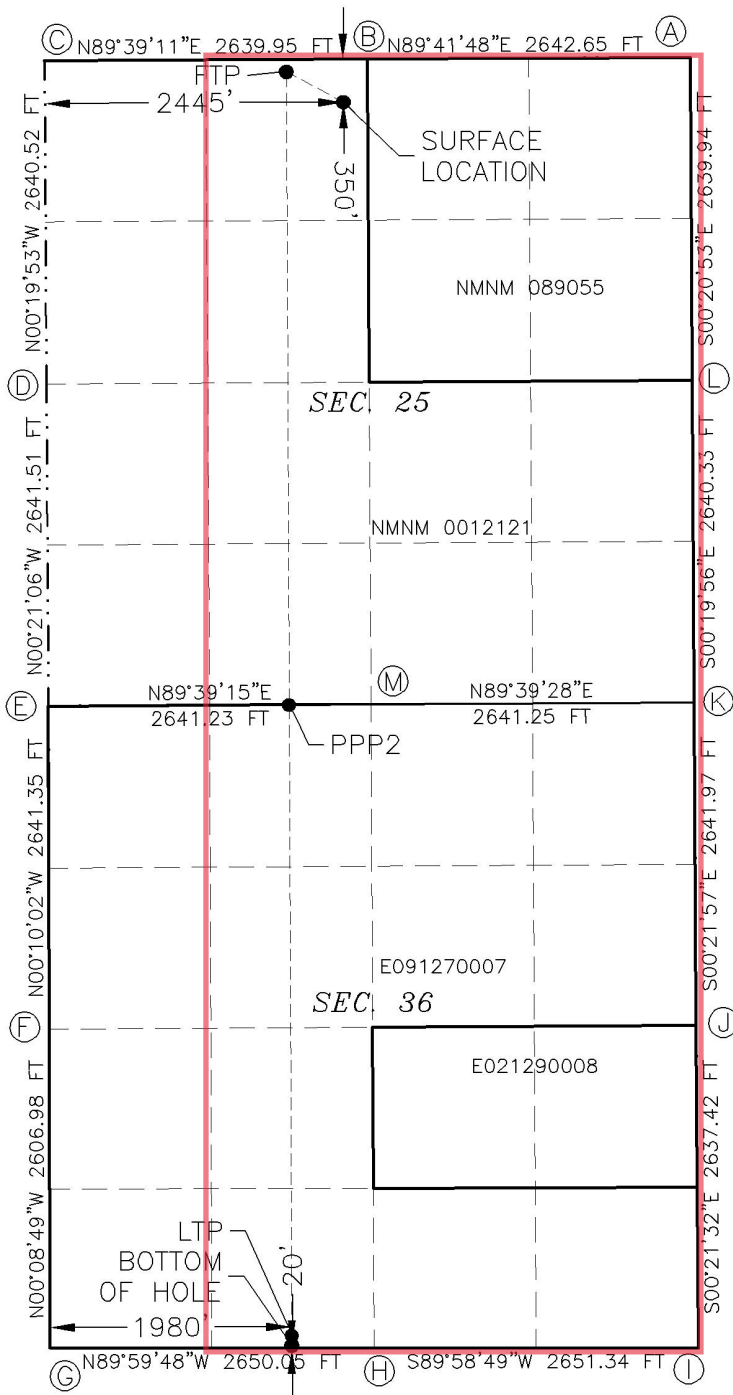 C
N89°39'11"E 2639.95 FT
B
N89°41'48"E 2642.65 FT
A
FTP
2445'
SURFACE
LOCATION
350'
N00°19'53"W 2640.52 FT
S00°20'53"E 2639.94 FT
NMNM 089055
D
SEC. 25
L
N00°21'06"W 2641.51 FT
NMNM 0012121
S00°19'56"E 2640.33 FT
E
N89°39'15"E
2641.23 FT
M
N89°39'28"E
2641.25 FT
K
PPP2
N00°10'02"W 2641.35 FT
S00°21'57"E 2641.97 FT
E091270007
SEC. 36
F
J
E021290008
N00°08'49"W 2606.98 FT
S00°21'32"E 2637.42 FT
LTP
BOTTOM
OF HOLE
20'
1980'
G
N89°59'48"W 2650.05 FT
H
S89°58'49"W 2651.34 FT
I